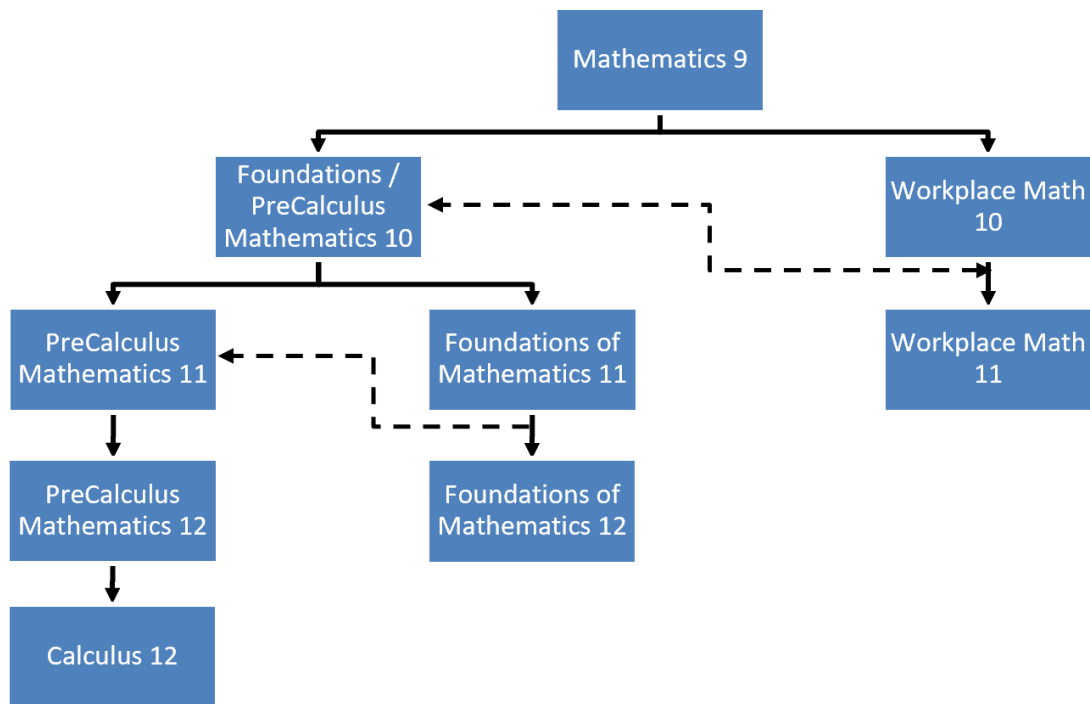 Mathematics 9
Foundations /
PreCalculus
Mathematics 10
Workplace Math
10
PreCalculus
Mathematics 11
Foundations of
Mathematics 11
Workplace Math
11
PreCalculus
Mathematics 12
Foundations of
Mathematics 12
Calculus 12